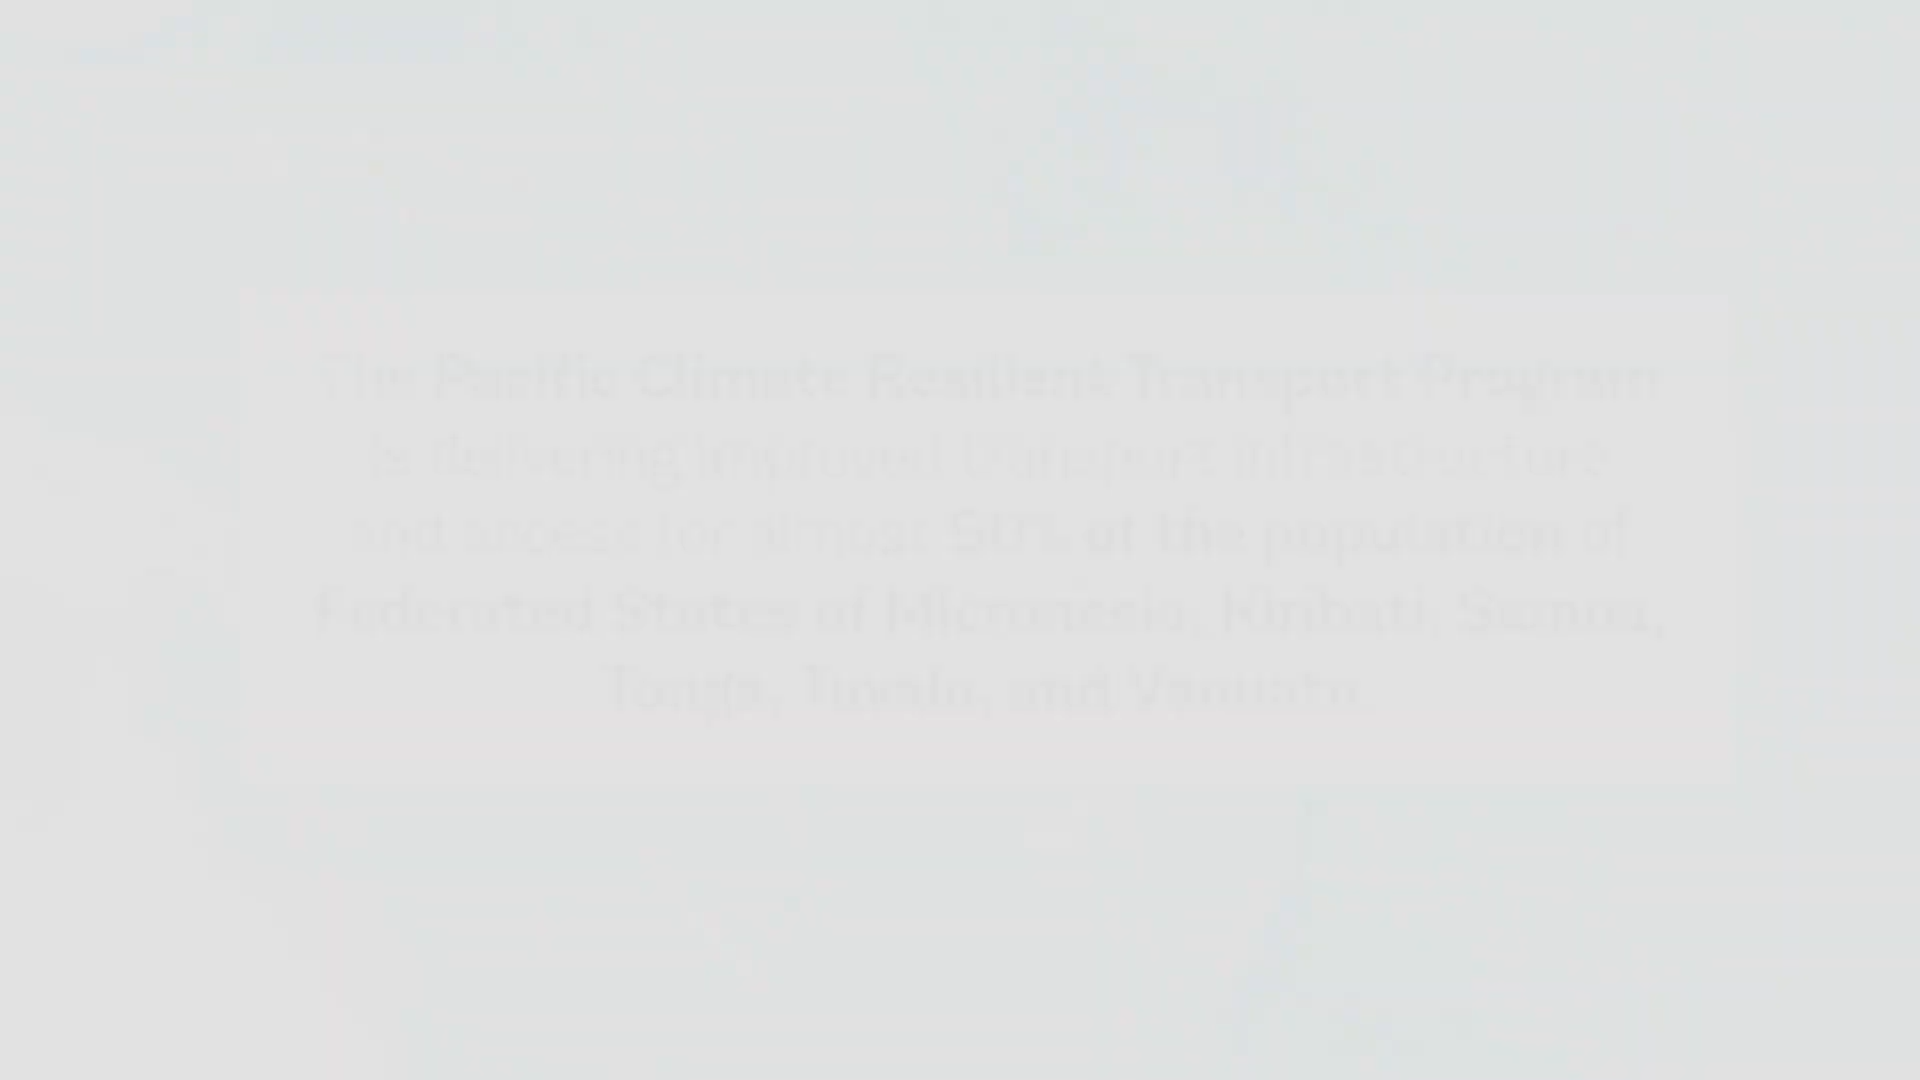 The Pacific Climate Resilient Transport Program
is delivering improved transport infrastructure
and access for almost 50% of the population of
Federated States of Micronesia, Kiribati, Samoa,
Tonga, Tuvalu, and Vanuatu.